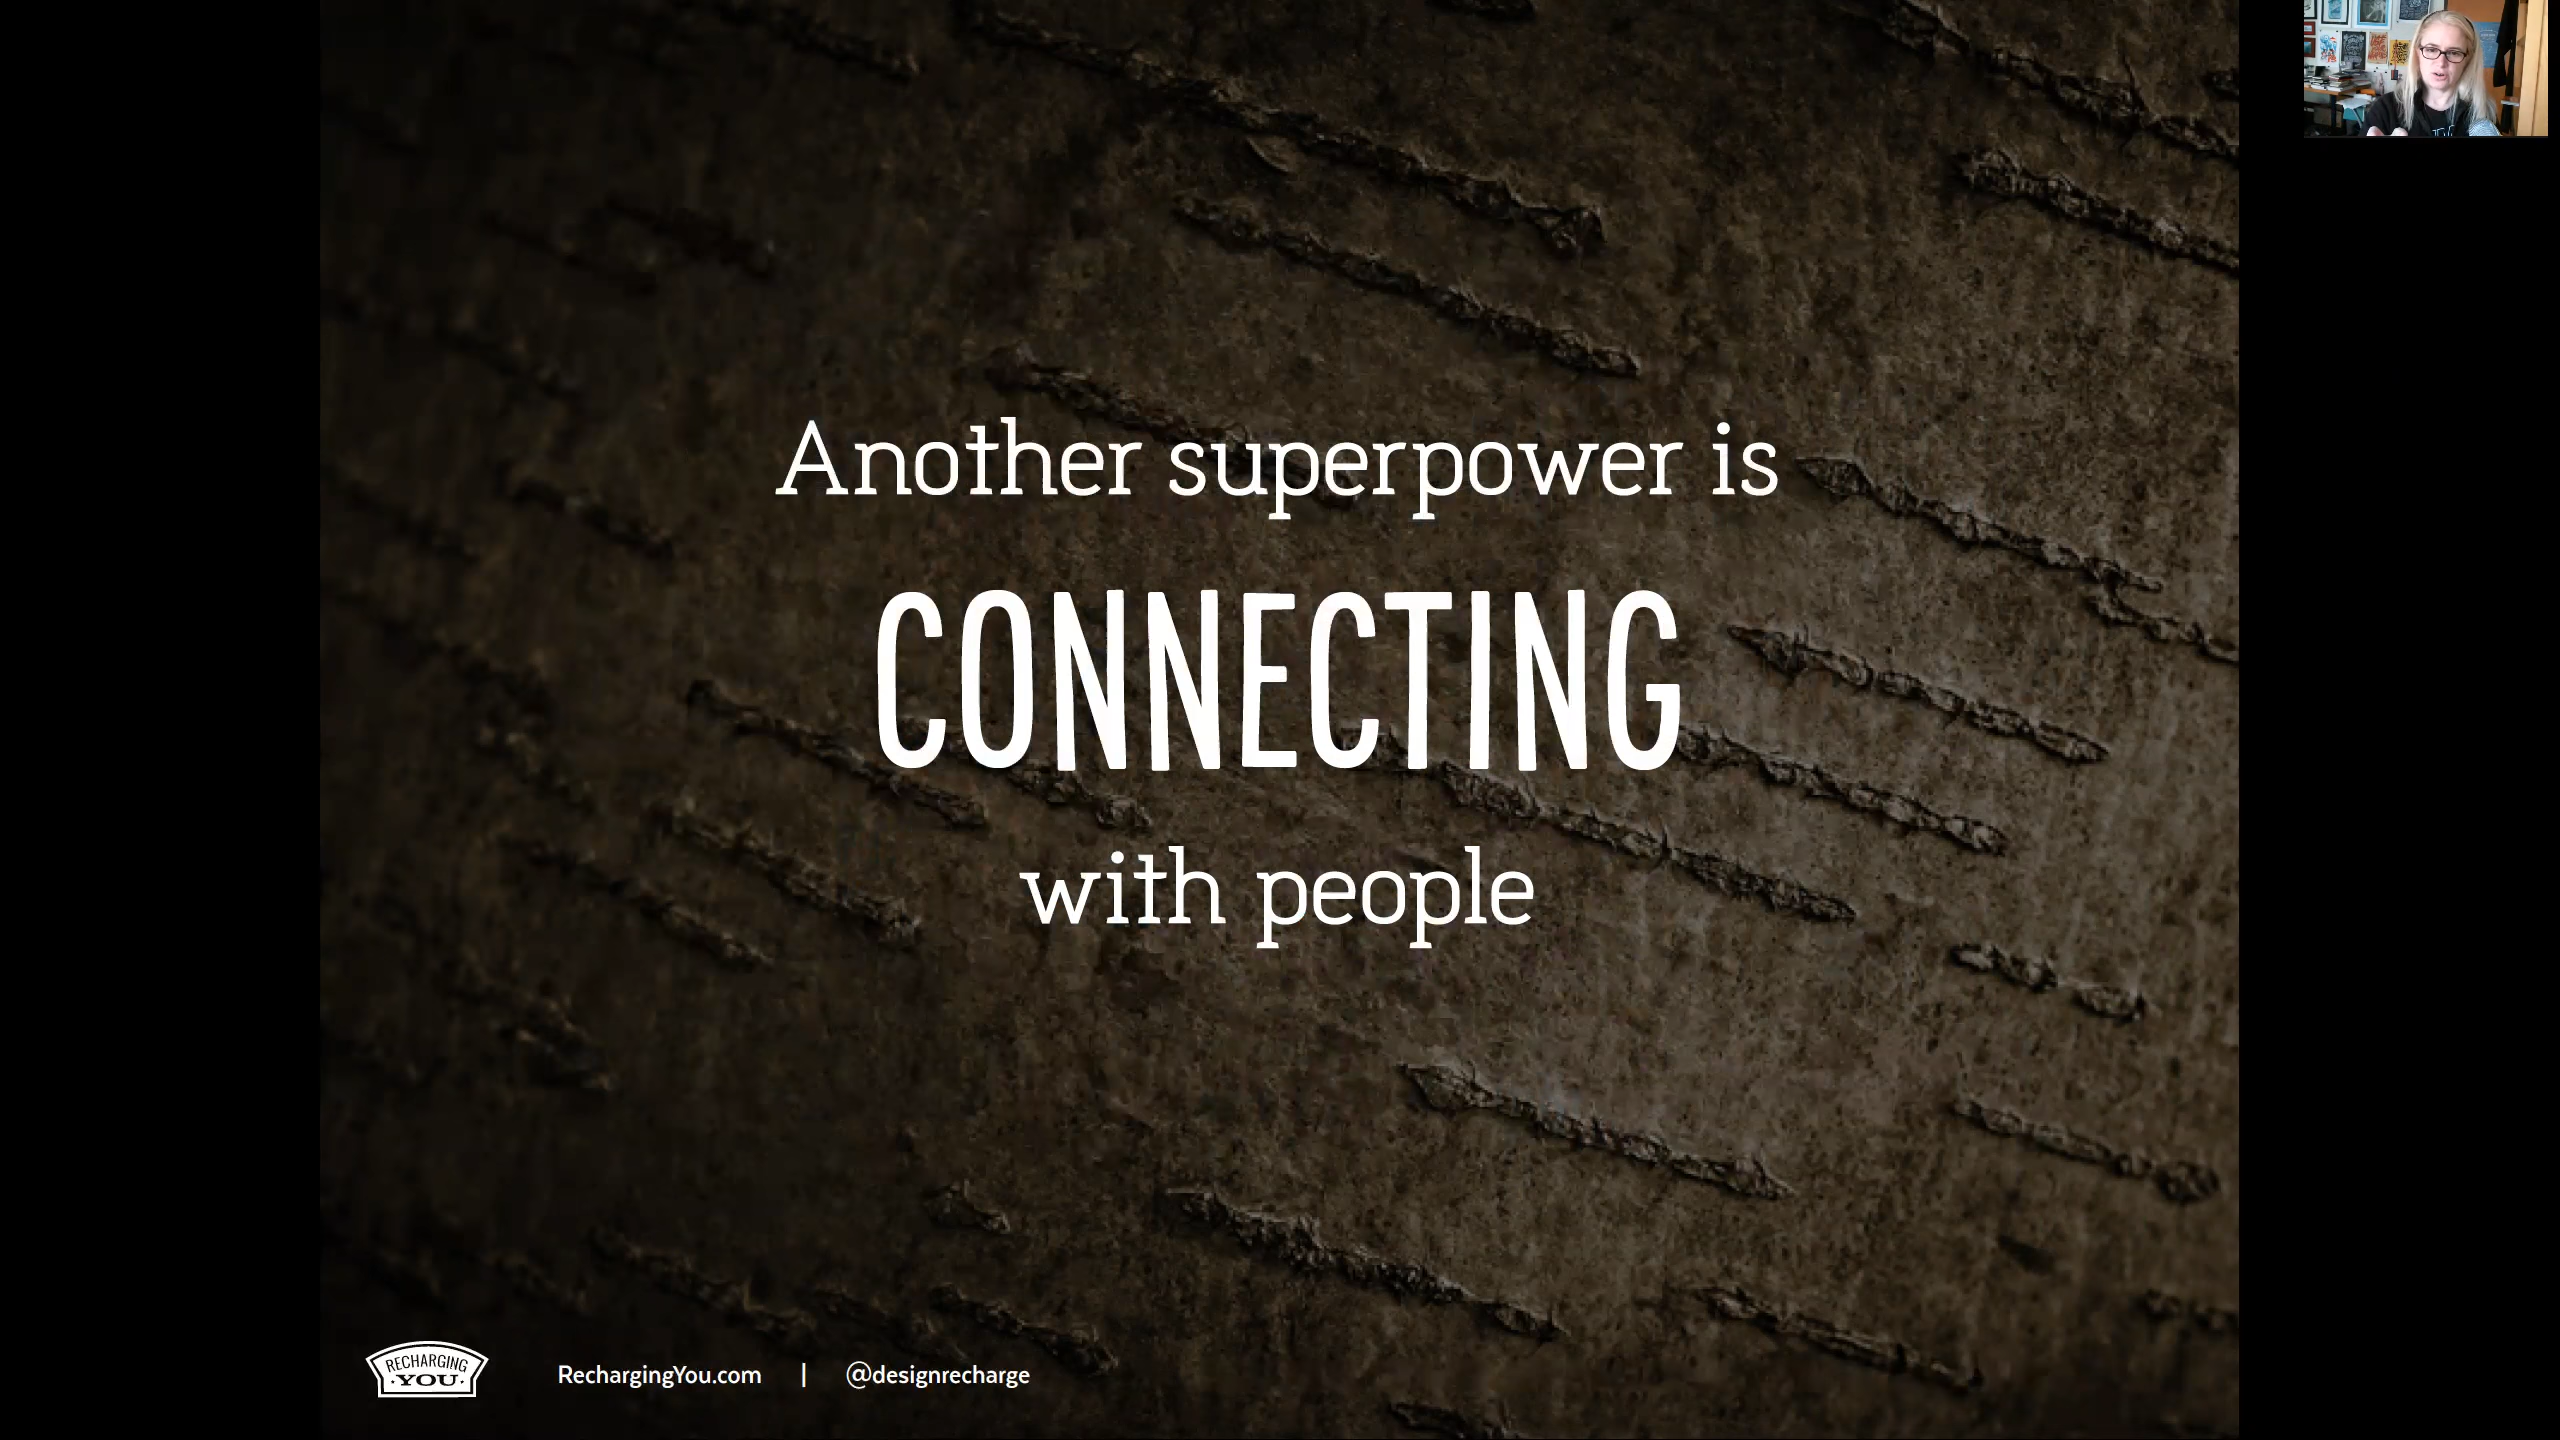 Another superpower is
CONNECTING
with people
RECHARGING
·YOU·
RechargingYou.com | @designrecharge